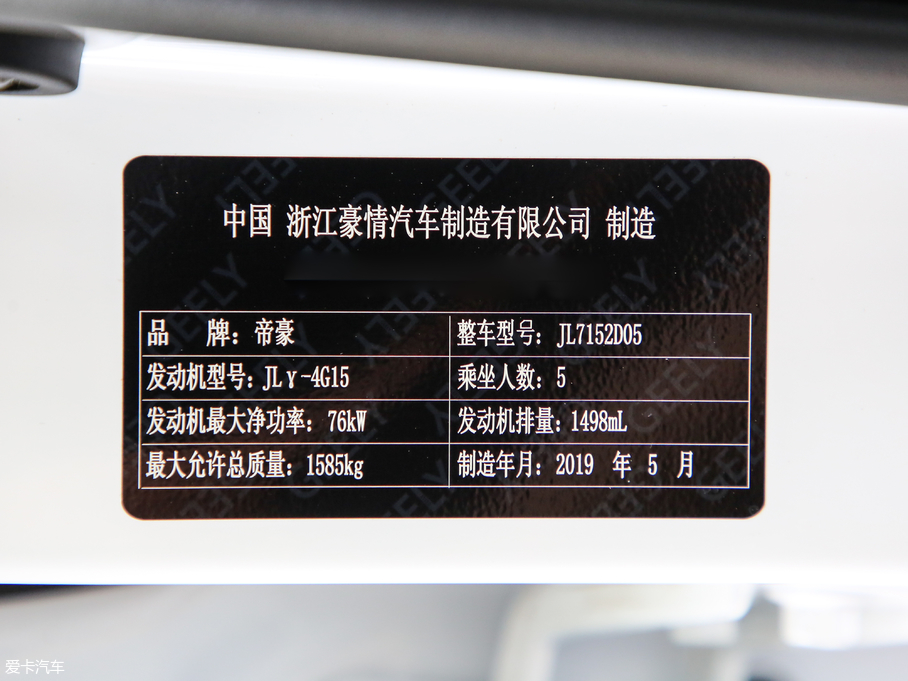 中国 浙江豪情汽车制造有限公司 制造
品 牌：帝豪 整车型号：JL7152D05
发动机型号：JLγ-4G15 乘坐人数：5
发动机最大净功率：76kW 发动机排量：1498mL
最大允许总质量：1585kg 制造年月：2019 年 5 月
GEELY
爱卡汽车